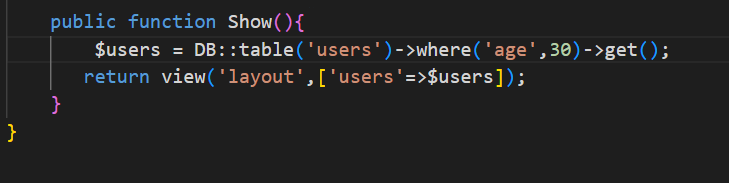 public function Show(){
$users = DB::table('users')->where('age',30)->get();
return view('layout',['users'=>$users]);
}
}